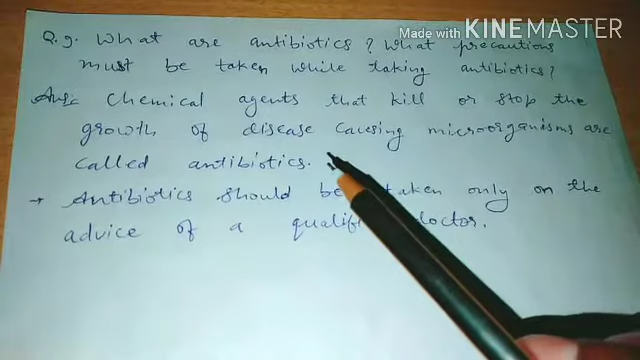 Made with KINEMASTER
Q.9. What are antibiotics? What precautions
must be taken while taking antibiotics?
Ans: Chemical agents that kill or stop the
growth of disease causing microorganisms are
called antibiotics.
→ Antibiotics should be taken only on the
advice of a qualifi doctor.